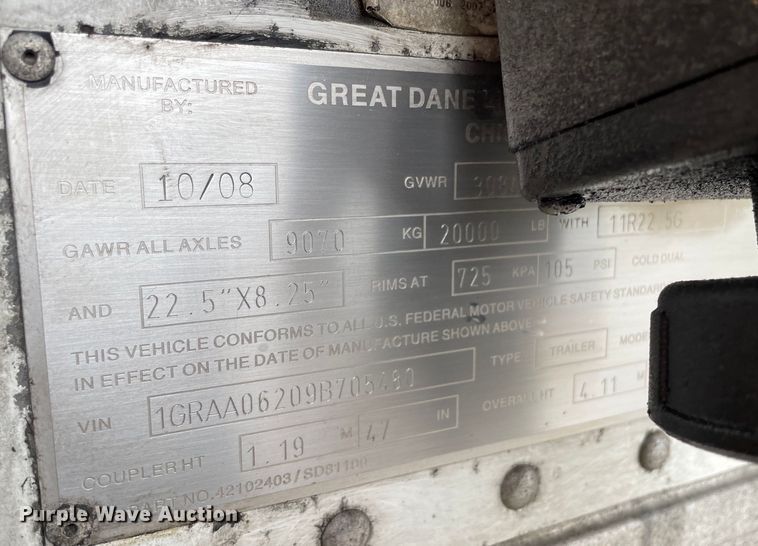 006 2007
MANUFACTURED BY: GREAT DANE
DATE 10/08 GVWR
GAWR ALL AXLES 9070 KG 20000 LB WITH 11R22.5G
AND 22.5"X8.25" RIMS AT 725 KPA 105 PSI COLD DUAL
THIS VEHICLE CONFORMS TO ALL U.S. FEDERAL MOTOR VEHICLE SAFETY
IN EFFECT ON THE DATE OF MANUFACTURE SHOWN ABOVE
VIN 1GRAA06209B705480 TYPE TRAILER
COUPLER HT 1.19 M 47 IN OVERALL HT 4.11 M
PART NO. 42102403/SD81100
Purple Wave Auction